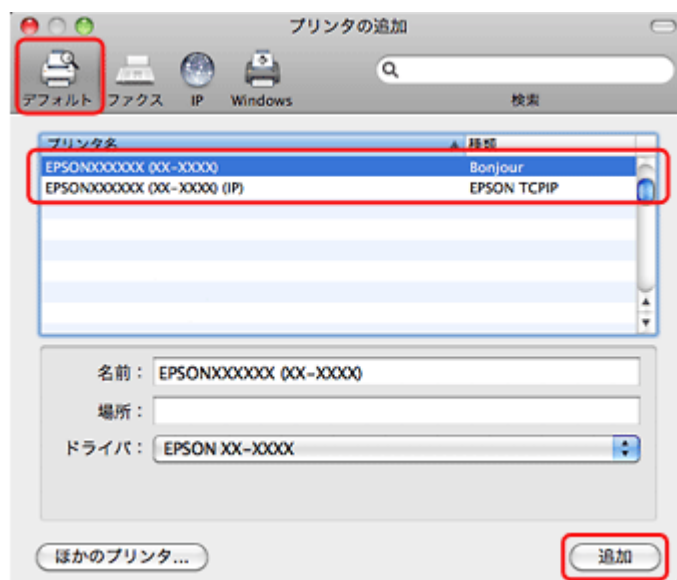 プリンタの追加
デフォルト ファクス IP Windows 検索
プリンタ名 種類
EPSONXXXXXX (XX-XXXX) Bonjour
EPSONXXXXXX (XX-XXXX) (IP) EPSON TCPIP
名前： EPSONXXXXXX (XX-XXXX)
場所：
ドライバ： EPSON XX-XXXX
ほかのプリンタ... 追加